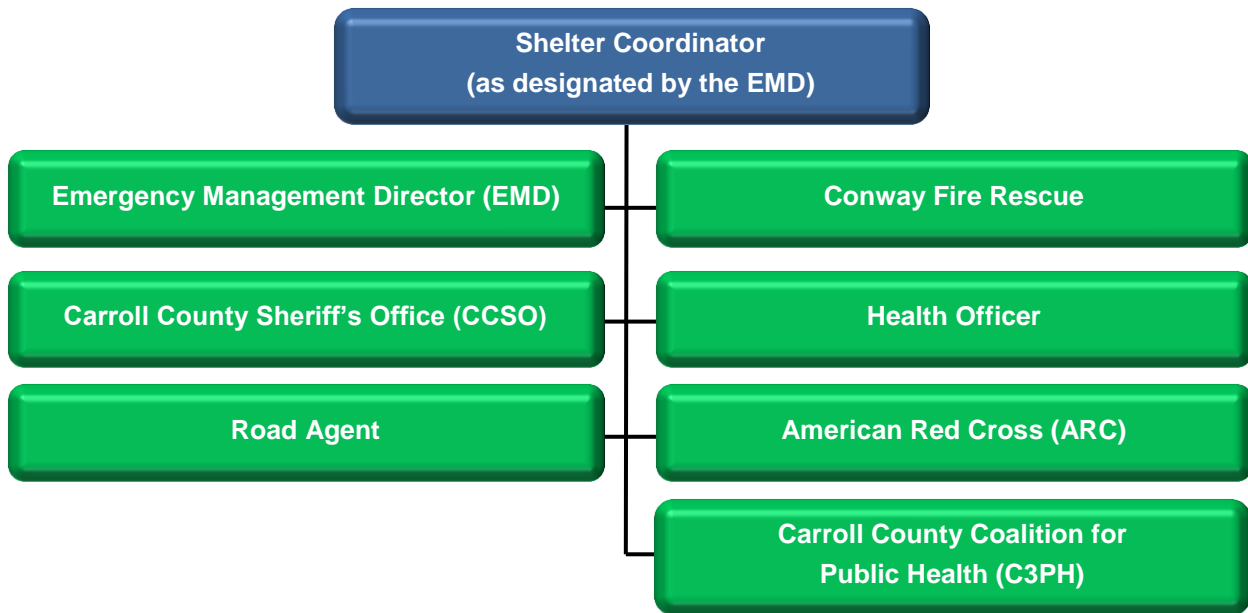 Shelter Coordinator
(as designated by the EMD)
Emergency Management Director (EMD)
Conway Fire Rescue
Carroll County Sheriff’s Office (CCSO)
Health Officer
Road Agent
American Red Cross (ARC)
Carroll County Coalition for
Public Health (C3PH)